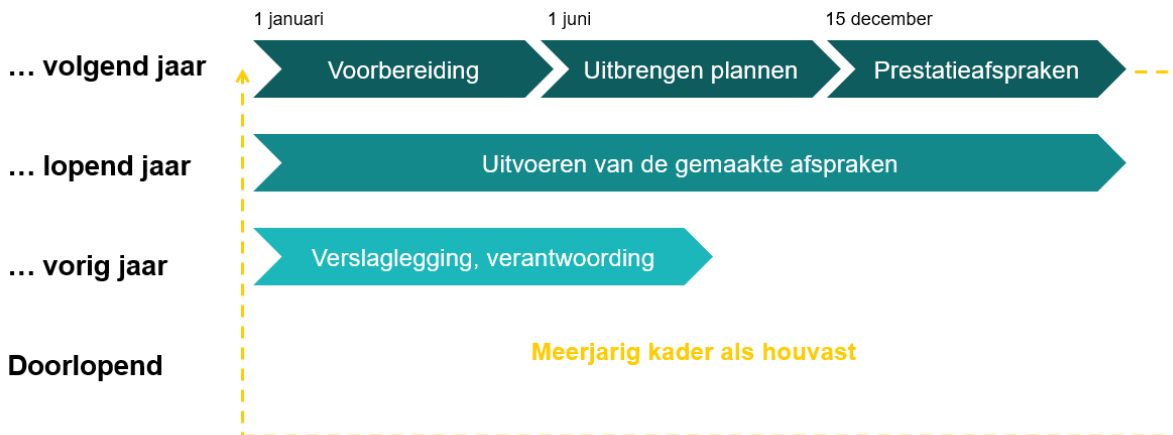 1 januari
1 juni
15 december
... volgend jaar
Voorbereiding
Uitbrengen plannen
Prestatieafspraken
... lopend jaar
Uitvoeren van de gemaakte afspraken
... vorig jaar
Verslaglegging, verantwoording
Doorlopend
Meerjarig kader als houvast